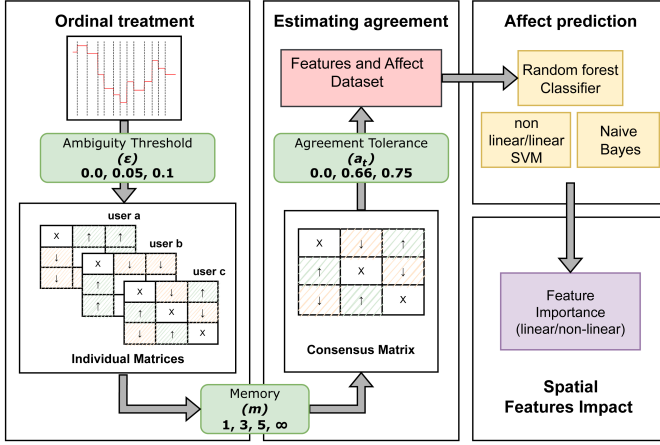 Ordinal treatment
Ambiguity Threshold
(ε)
0.0, 0.05, 0.1
user a
X ↑ ↑
↓
↓
user b
X ↓ ↓
↑
↑
user c
X ↓ ↑
↑ X ↓
↓ ↑ X
Individual Matrices
Memory
(m)
1, 3, 5, ∞
Estimating agreement
Features and Affect
Dataset
Agreement Tolerance
(aₜ)
0.0, 0.66, 0.75
X ↓ ↑
↑ X ↓
↓ ↑ X
Consensus Matrix
Affect prediction
Random forest
Classifier
non
linear/linear
SVM
Naive
Bayes
Feature
Importance
(linear/non-linear)
Spatial
Features Impact